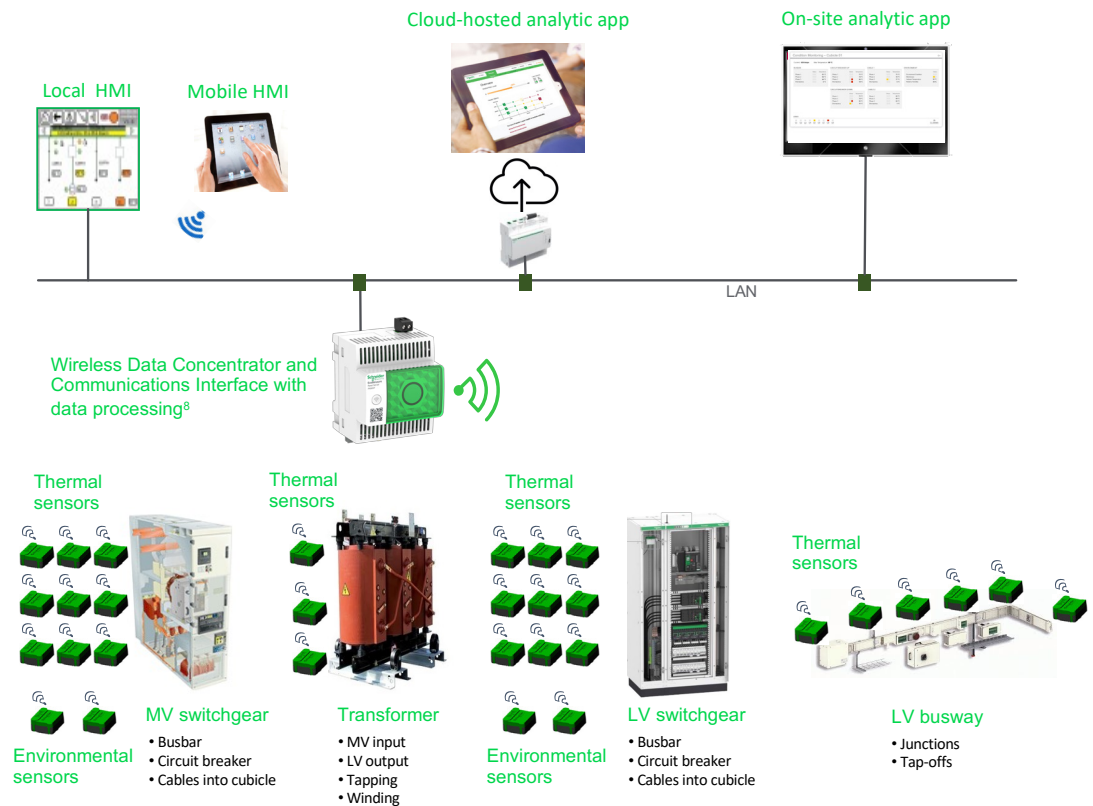 Cloud-hosted analytic app
On-site analytic app
Local HMI
Mobile HMI
LAN
Wireless Data Concentrator and
Communications Interface with
data processing⁸
Schneider
Thermal
sensors
Thermal
sensors
Thermal
sensors
Thermal
sensors
MV switchgear
• Busbar
• Circuit breaker
• Cables into cubicle
Transformer
• MV input
• LV output
• Tapping
• Winding
LV switchgear
• Busbar
• Circuit breaker
• Cables into cubicle
LV busway
• Junctions
• Tap-offs
Environmental
sensors
Environmental
sensors